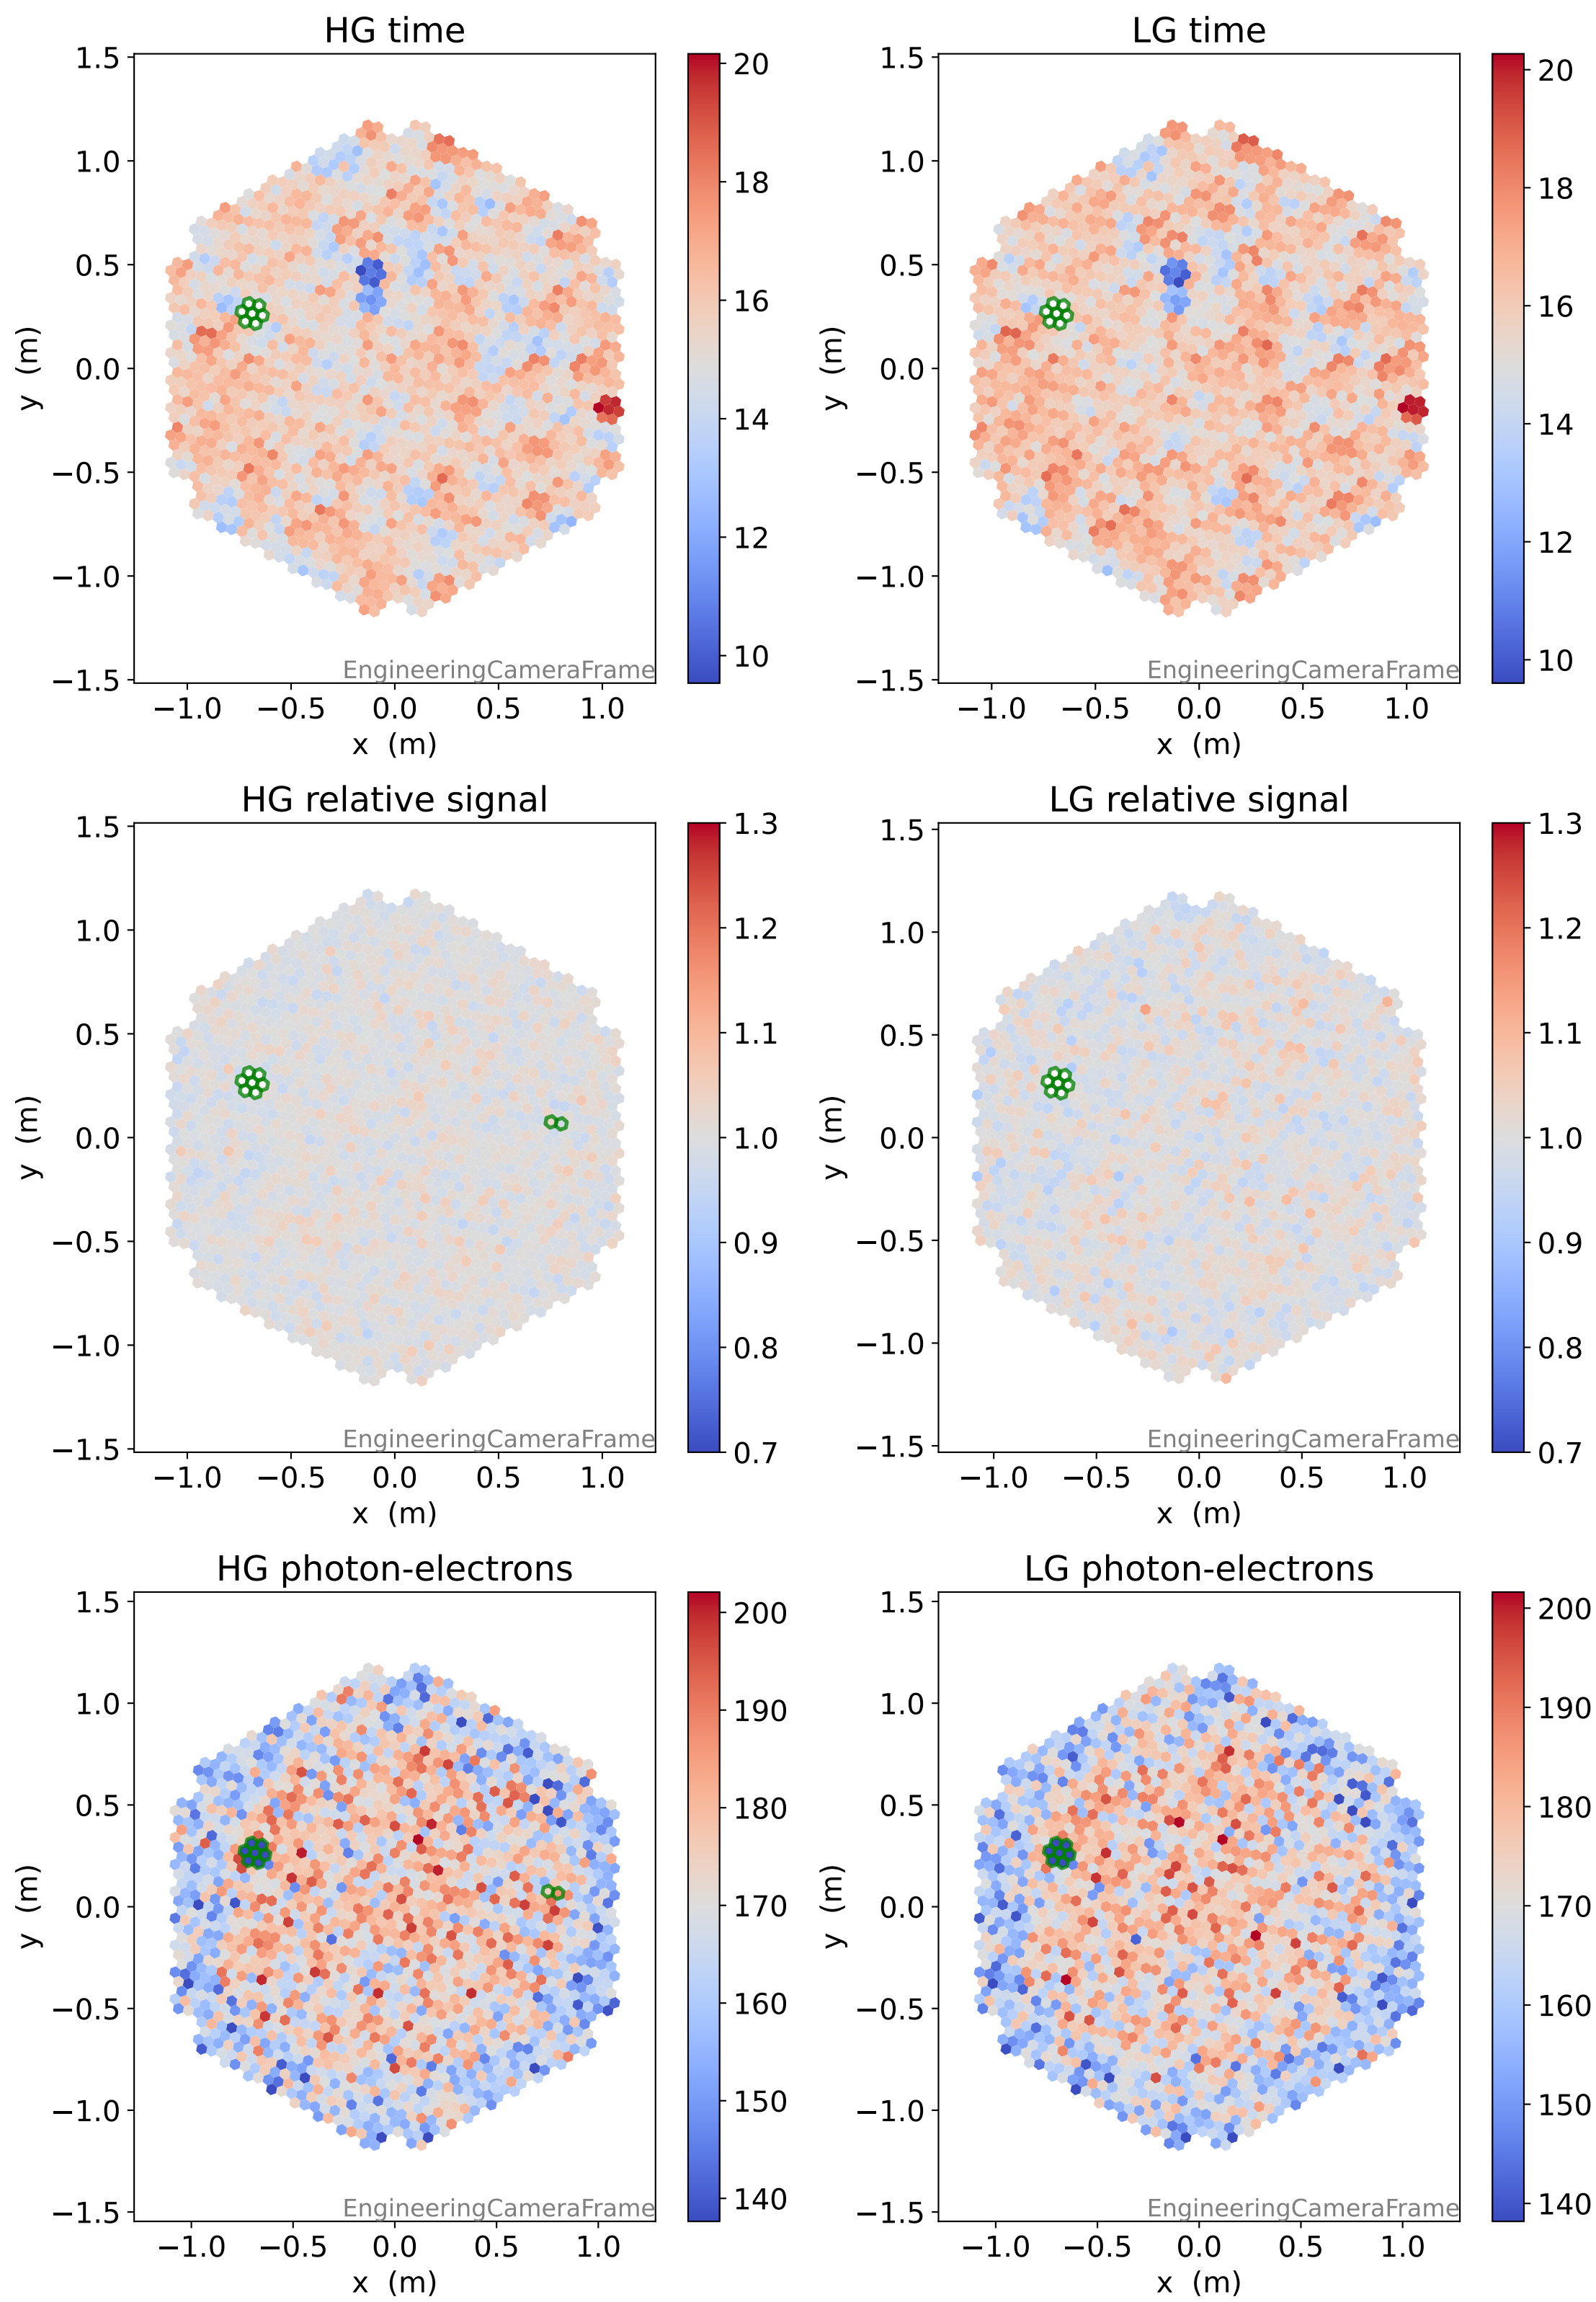 HG time
1.5
1.0
0.5
0.0
−0.5
−1.0
−1.5
y (m)
−1.0 −0.5 0.0 0.5 1.0
x (m)
EngineeringCameraFrame
20
18
16
14
12
10
LG time
1.5
1.0
0.5
0.0
−0.5
−1.0
−1.5
y (m)
−1.0 −0.5 0.0 0.5 1.0
x (m)
EngineeringCameraFrame
20
18
16
14
12
10
HG relative signal
1.5
1.0
0.5
0.0
−0.5
−1.0
−1.5
y (m)
−1.0 −0.5 0.0 0.5 1.0
x (m)
EngineeringCameraFrame
1.3
1.2
1.1
1.0
0.9
0.8
0.7
LG relative signal
1.5
1.0
0.5
0.0
−0.5
−1.0
−1.5
y (m)
−1.0 −0.5 0.0 0.5 1.0
x (m)
EngineeringCameraFrame
1.3
1.2
1.1
1.0
0.9
0.8
0.7
HG photon-electrons
1.5
1.0
0.5
0.0
−0.5
−1.0
−1.5
y (m)
−1.0 −0.5 0.0 0.5 1.0
x (m)
EngineeringCameraFrame
200
190
180
170
160
150
140
LG photon-electrons
1.5
1.0
0.5
0.0
−0.5
−1.0
−1.5
y (m)
−1.0 −0.5 0.0 0.5 1.0
x (m)
EngineeringCameraFrame
200
190
180
170
160
150
140